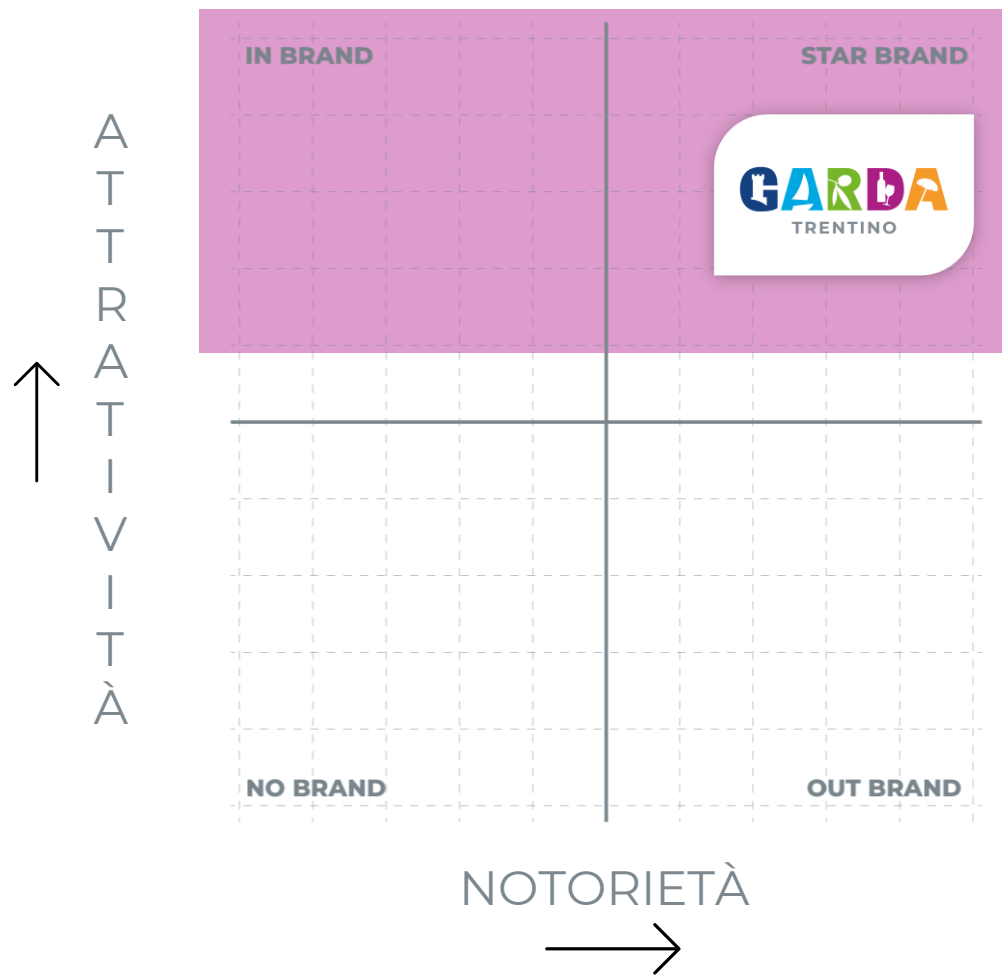 IN BRAND
STAR BRAND
ATTRATIVITÀ
GARDA
TRENTINO
NO BRAND
OUT BRAND
NOTORIETÀ